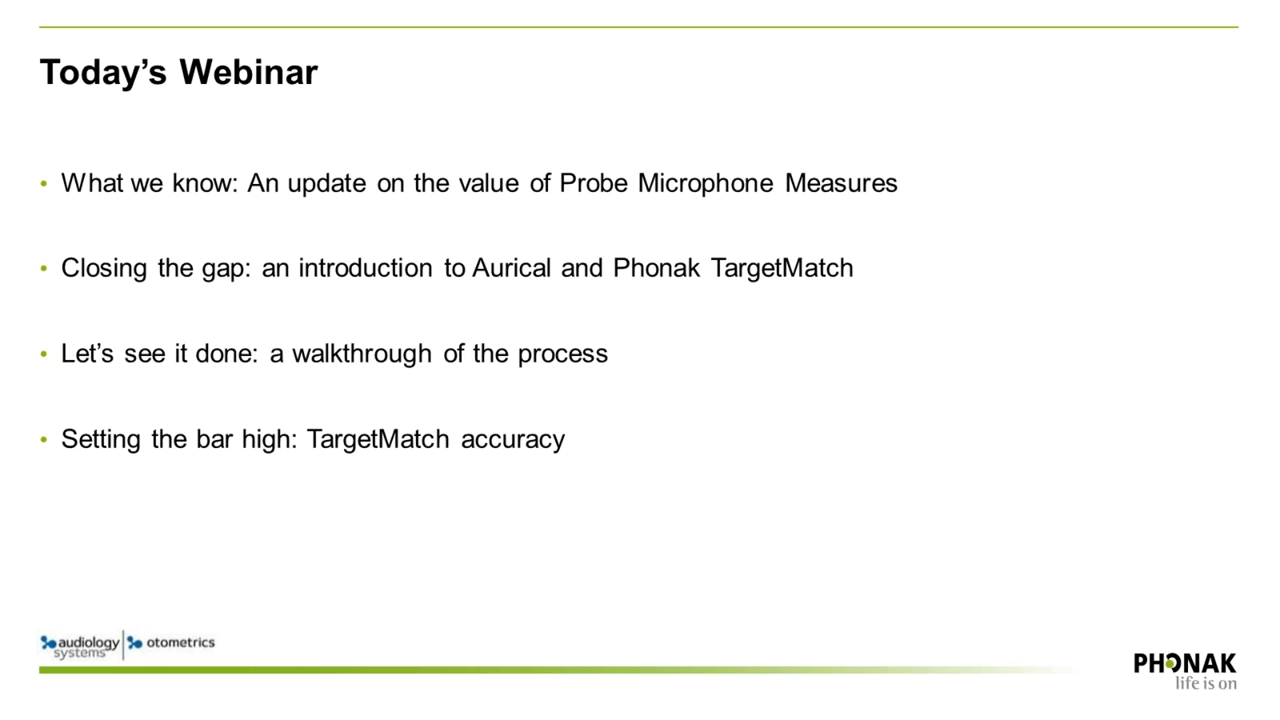 Today’s Webinar
• What we know: An update on the value of Probe Microphone Measures
• Closing the gap: an introduction to Aurical and Phonak TargetMatch
• Let’s see it done: a walkthrough of the process
• Setting the bar high: TargetMatch accuracy
audiology systems
otometrics
PHONAK
life is on